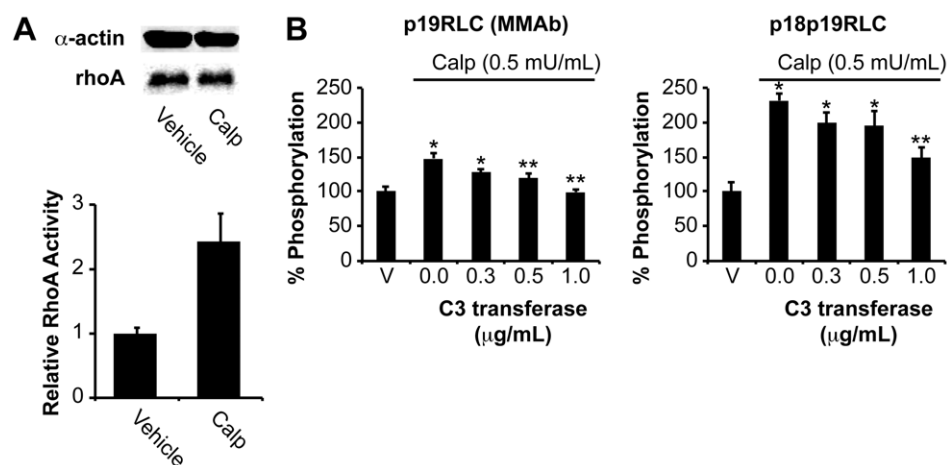 A
α-actin
rhoA
Vehicle
Calp
Relative RhoA Activity
3
2
1
0
Vehicle
Calp
B
p19RLC (MMAb)
Calp (0.5 mU/mL)
% Phosphorylation
250
200
150
100
50
0
*
*
**
**
V
0.0
0.3
0.5
1.0
C3 transferase
(µg/mL)
p18p19RLC
Calp (0.5 mU/mL)
% Phosphorylation
250
200
150
100
50
0
*
*
*
**
V
0.0
0.3
0.5
1.0
C3 transferase
(µg/mL)